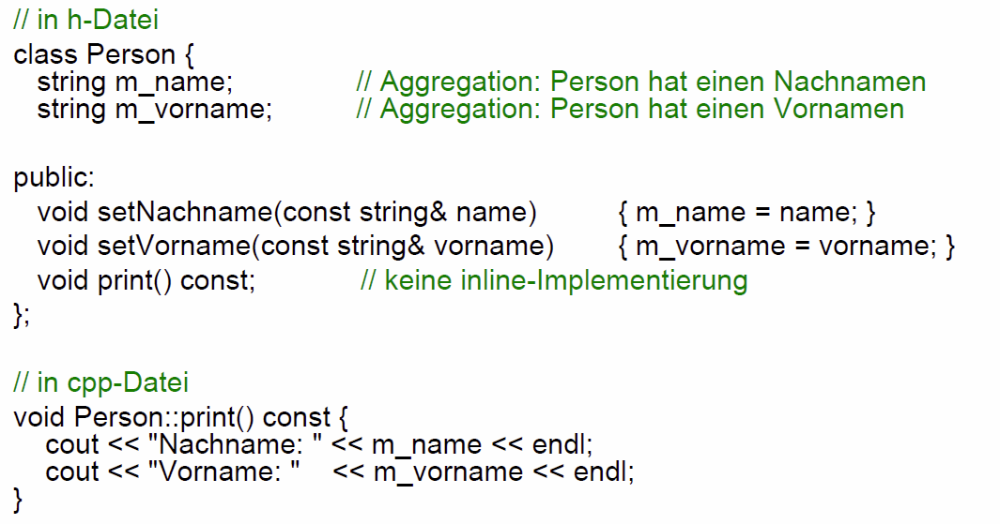 // in h-Datei
class Person {
string m_name; // Aggregation: Person hat einen Nachnamen
string m_vorname; // Aggregation: Person hat einen Vornamen
public:
void setNachname(const string& name) { m_name = name; }
void setVorname(const string& vorname) { m_vorname = vorname; }
void print() const; // keine inline-Implementierung
};
// in cpp-Datei
void Person::print() const {
cout << "Nachname: " << m_name << endl;
cout << "Vorname: " << m_vorname << endl;
}